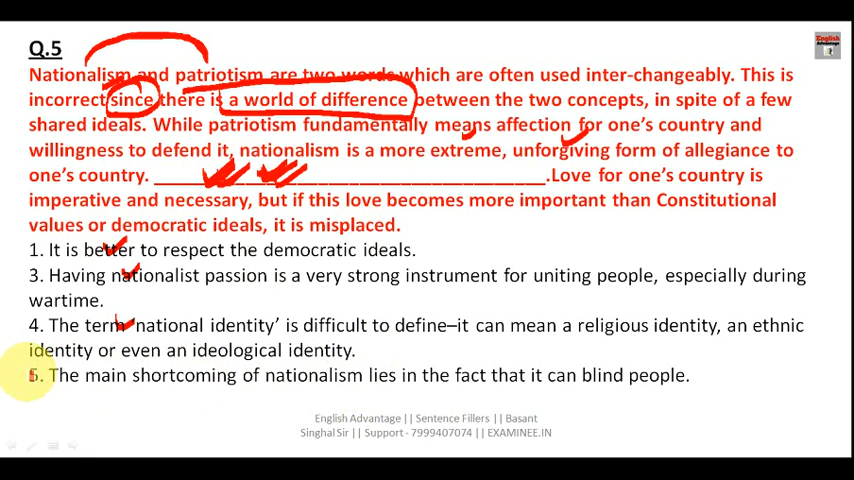 Q.5
Nationalism and patriotism are two words which are often used inter-changeably. This is
incorrect since there is a world of difference between the two concepts, in spite of a few
shared ideals. While patriotism fundamentally means affection for one's country and
willingness to defend it, nationalism is a more extreme, unforgiving form of allegiance to
one's country. ______________________________________.Love for one's country is
imperative and necessary, but if this love becomes more important than Constitutional
values or democratic ideals, it is misplaced.
1. It is better to respect the democratic ideals.
3. Having nationalist passion is a very strong instrument for uniting people, especially during
wartime.
4. The term 'national identity' is difficult to define–it can mean a religious identity, an ethnic
identity or even an ideological identity.
5. The main shortcoming of nationalism lies in the fact that it can blind people.
English Advantage || Sentence Fillers || Basant
Singhal Sir || Support - 7999407074 || EXAMINEE.IN
English
Advantage